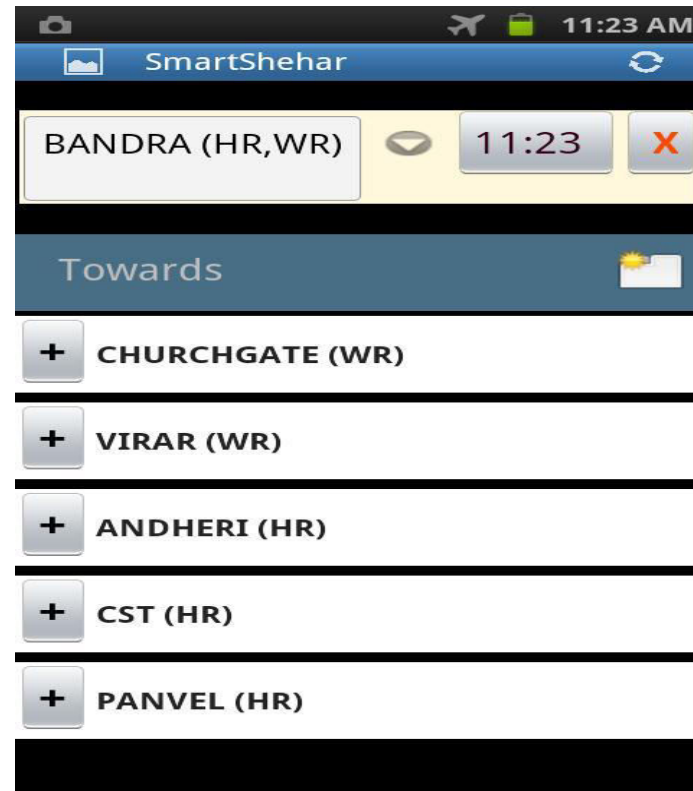 11:23 AM
SmartShehar
BANDRA (HR,WR) 11:23 X
Towards
+ CHURCHGATE (WR)
+ VIRAR (WR)
+ ANDHERI (HR)
+ CST (HR)
+ PANVEL (HR)